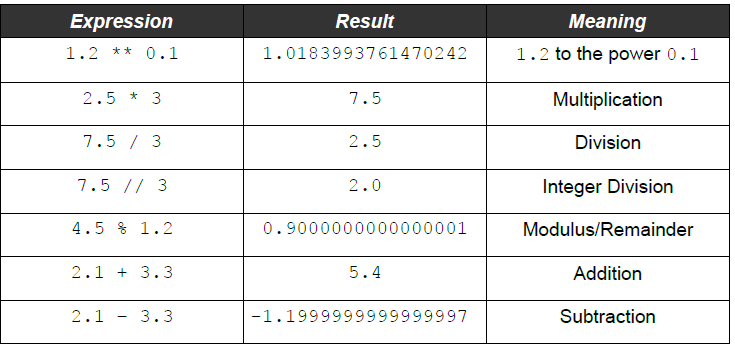 Expression Result Meaning
1.2 ** 0.1 1.0183993761470242 1.2 to the power 0.1
2.5 * 3 7.5 Multiplication
7.5 / 3 2.5 Division
7.5 // 3 2.0 Integer Division
4.5 % 1.2 0.9000000000000001 Modulus/Remainder
2.1 + 3.3 5.4 Addition
2.1 - 3.3 -1.1999999999999997 Subtraction